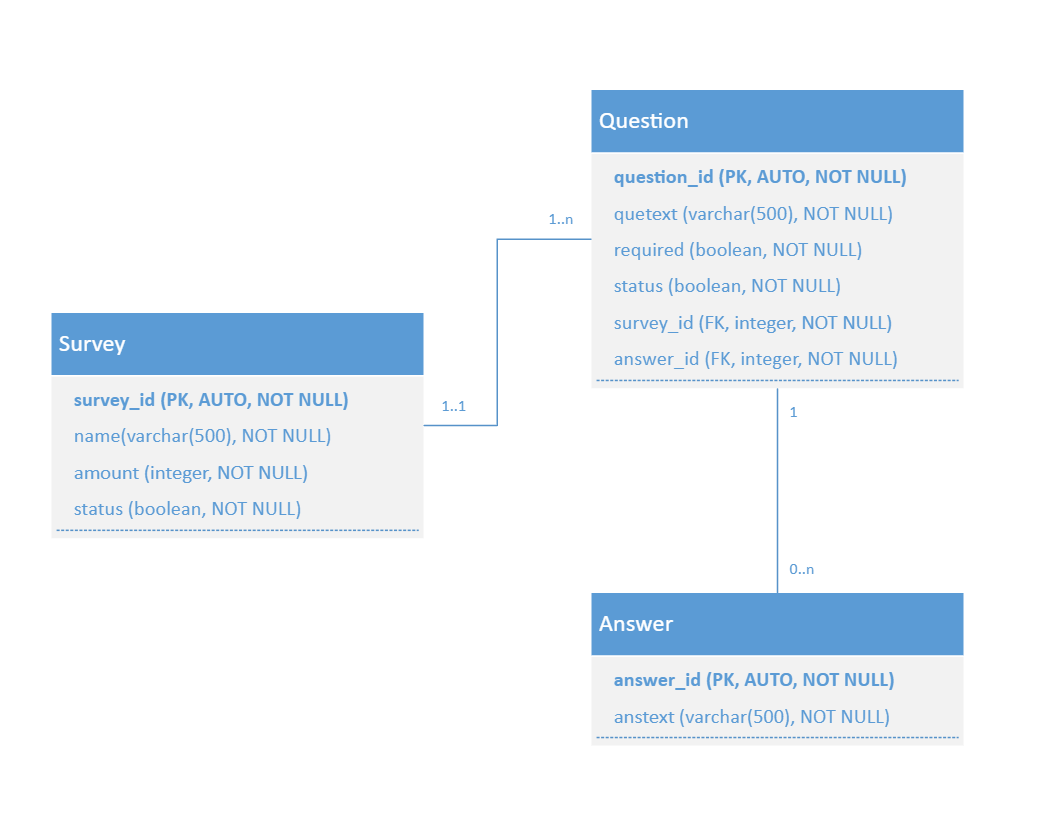 Question
question_id (PK, AUTO, NOT NULL)
quetext (varchar(500), NOT NULL)
required (boolean, NOT NULL)
status (boolean, NOT NULL)
survey_id (FK, integer, NOT NULL)
answer_id (FK, integer, NOT NULL)
1..n
Survey
survey_id (PK, AUTO, NOT NULL)
name(varchar(500), NOT NULL)
amount (integer, NOT NULL)
status (boolean, NOT NULL)
1..1
1
0..n
Answer
answer_id (PK, AUTO, NOT NULL)
anstext (varchar(500), NOT NULL)